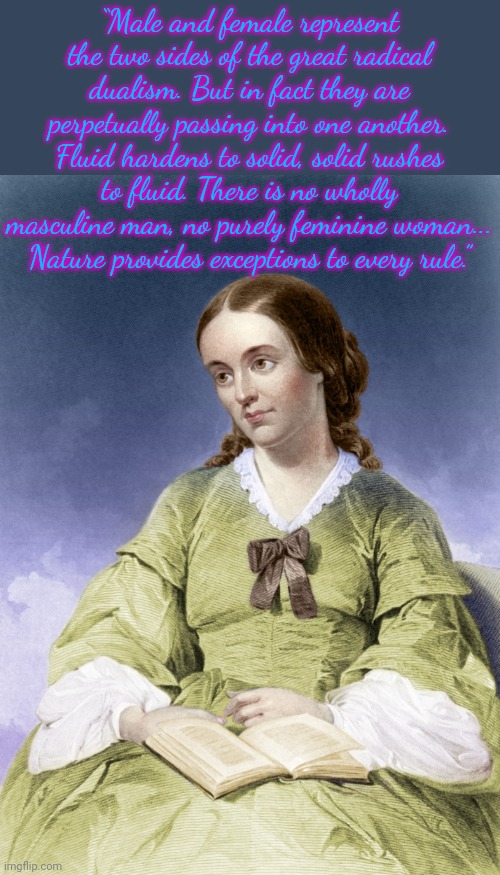 “Male and female represent
the two sides of the great radical
dualism. But in fact they are
perpetually passing into one another.
Fluid hardens to solid, solid rushes
to fluid. There is no wholly
masculine man, no purely feminine woman...
Nature provides exceptions to every rule.”
imgflip.com